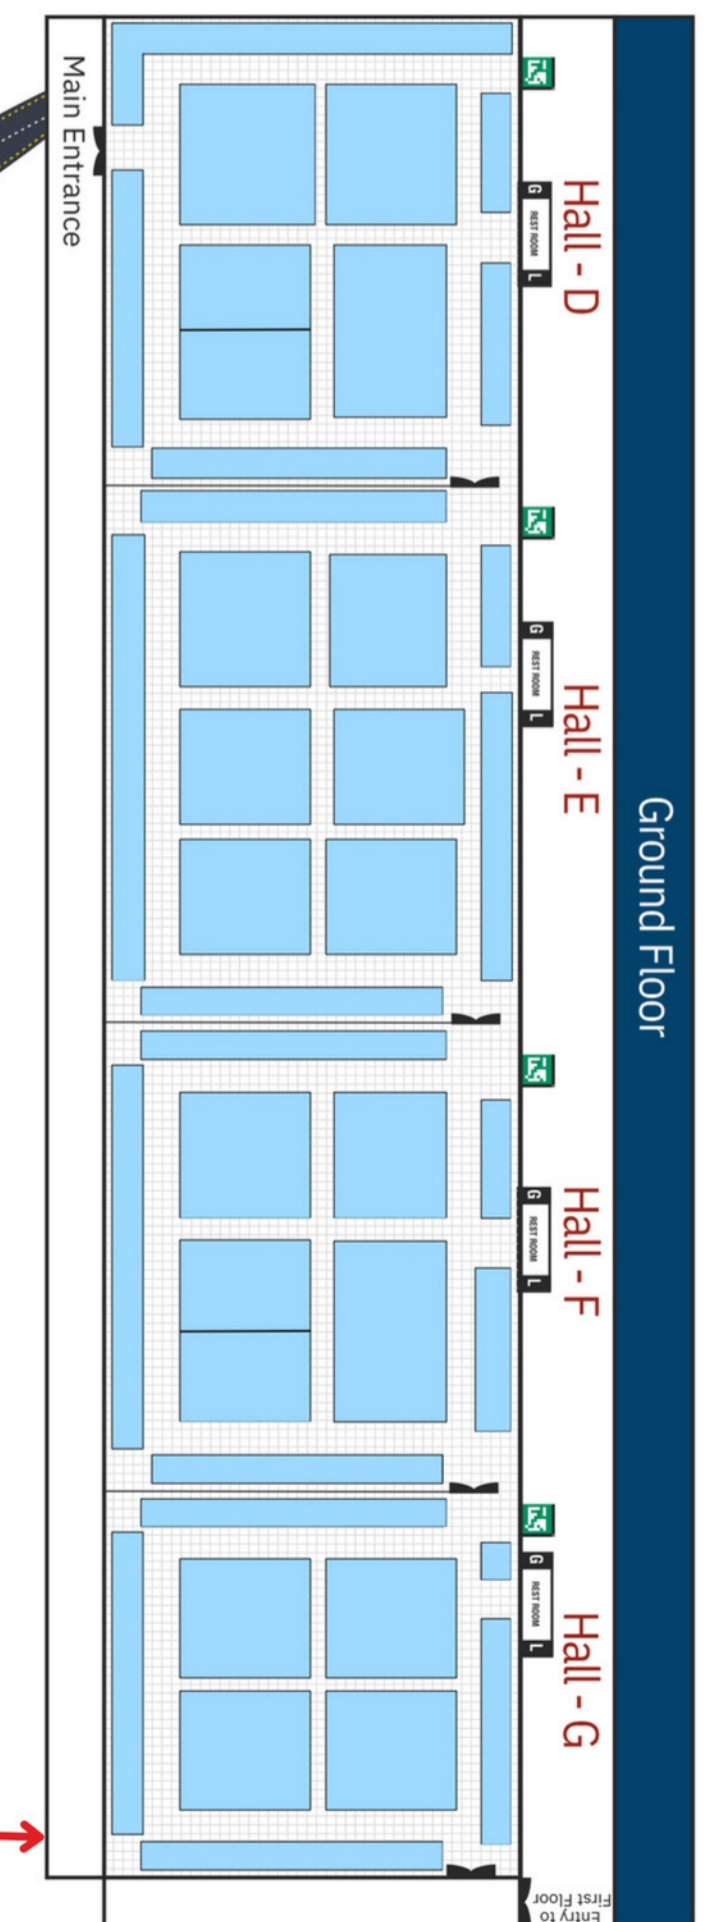 Ground Floor
Main Entrance
Hall - D
G
REST ROOM
L
Hall - E
G
REST ROOM
L
Hall - F
G
REST ROOM
L
Hall - G
G
REST ROOM
L
Entry to
First Floor